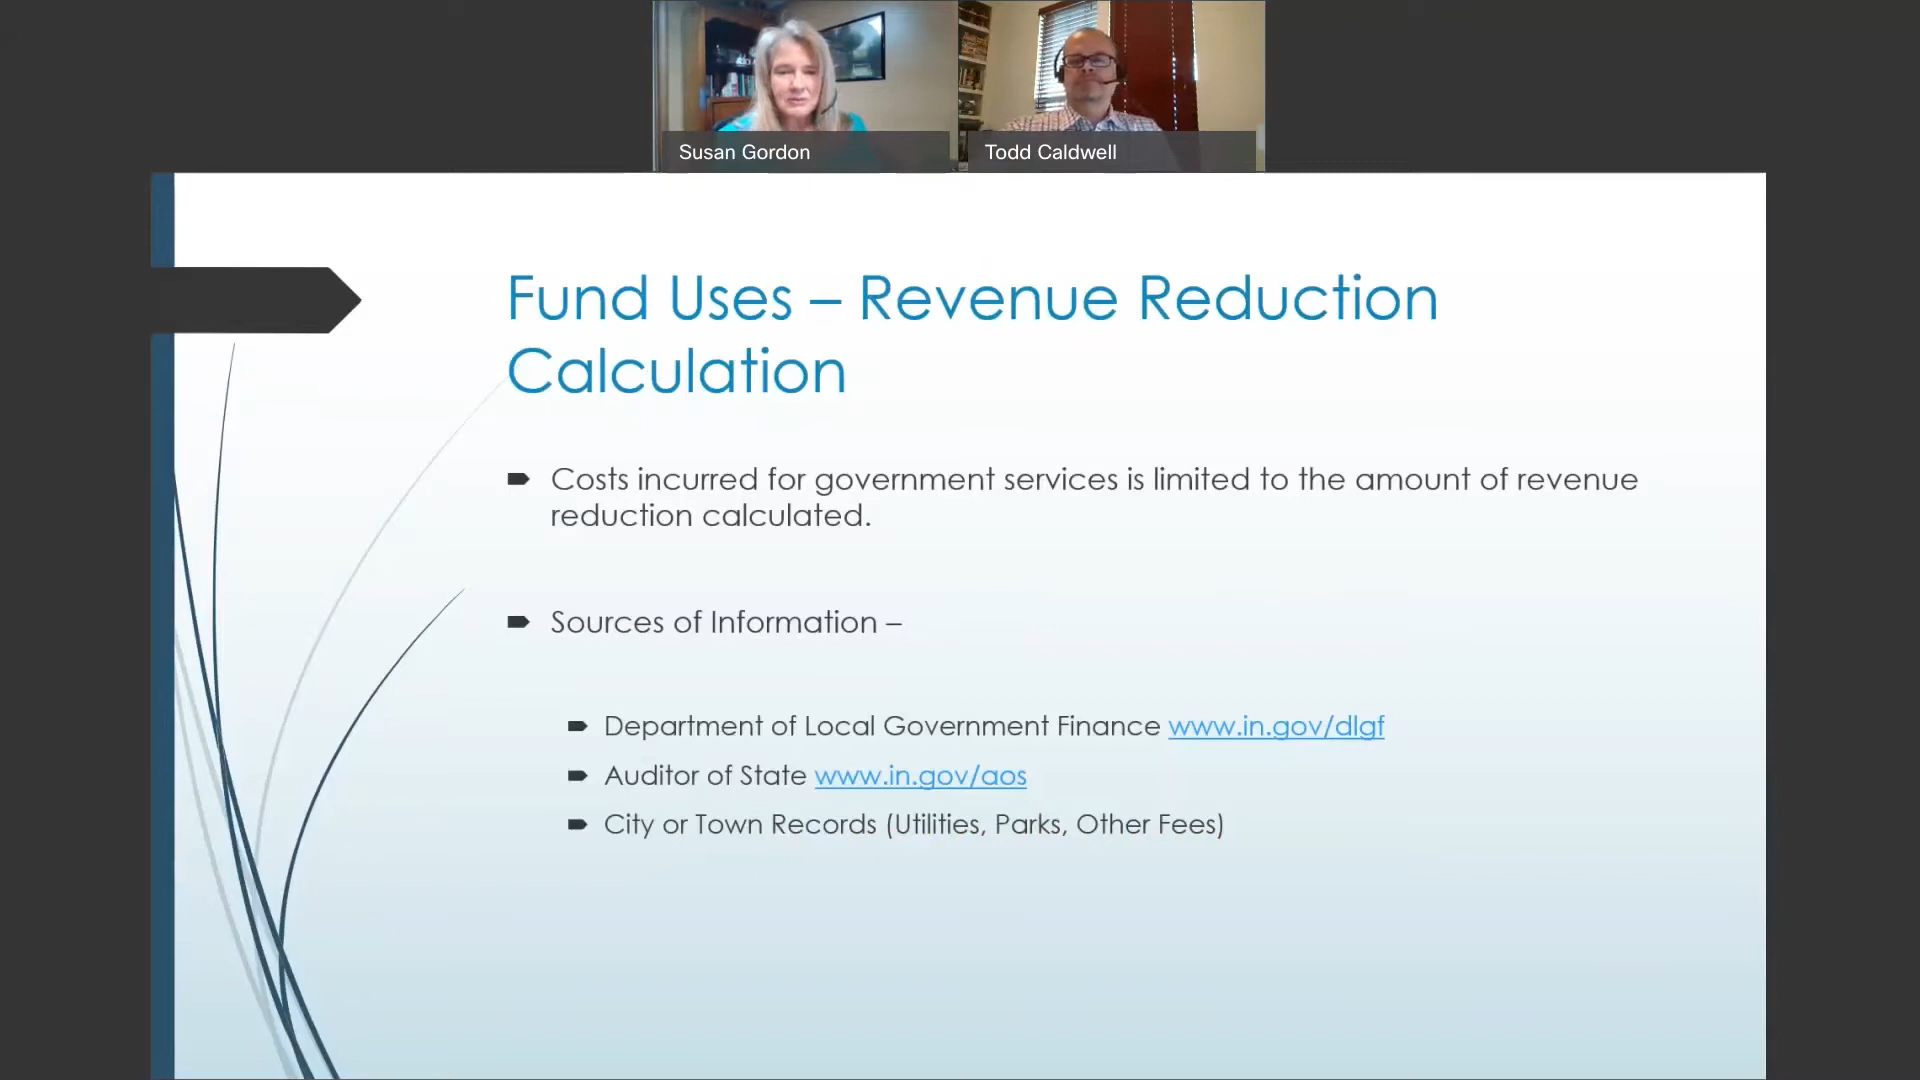 Susan Gordon
Todd Caldwell
Fund Uses – Revenue Reduction
Calculation
Costs incurred for government services is limited to the amount of revenue
reduction calculated.
Sources of Information –
Department of Local Government Finance www.in.gov/dlgf
Auditor of State www.in.gov/aos
City or Town Records (Utilities, Parks, Other Fees)